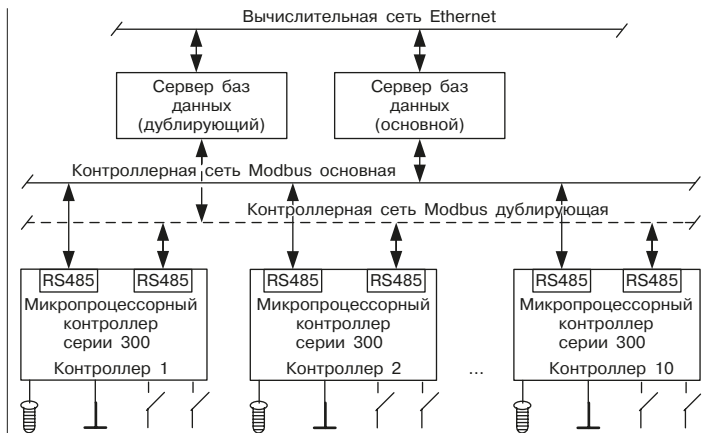 Вычислительная сеть Ethernet
Сервер баз
данных
(дублирующий)
Сервер баз
данных
(основной)
Контроллерная сеть Modbus основная
Контроллерная сеть Modbus дублирующая
RS485
RS485
Микропроцессорный
контроллер
серии 300
Контроллер 1
RS485
RS485
Микропроцессорный
контроллер
серии 300
Контроллер 2
...
RS485
RS485
Микропроцессорный
контроллер
серии 300
Контроллер 10